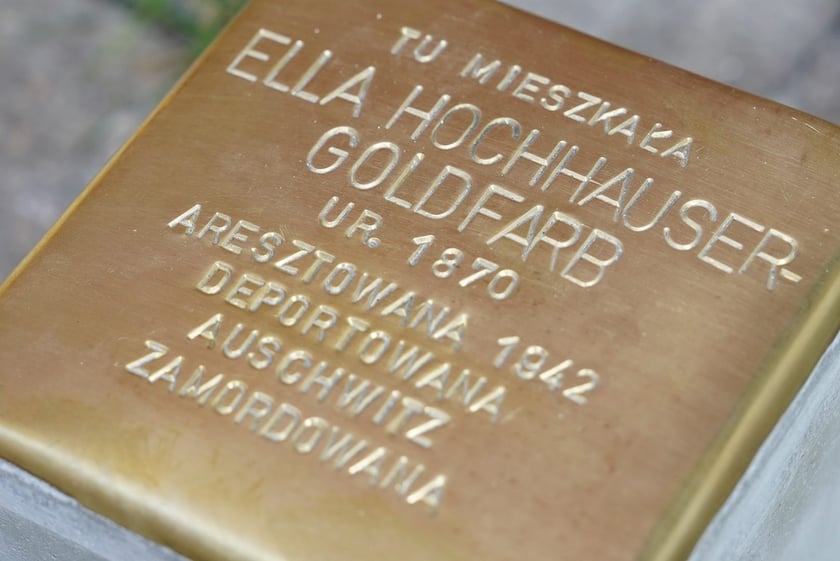 TU MIESZKAŁA
ELLA HOCHHAUSER-
GOLDFARB
UR. 1870
ARESZTOWANA 1942
DEPORTOWANA
AUSCHWITZ
ZAMORDOWANA